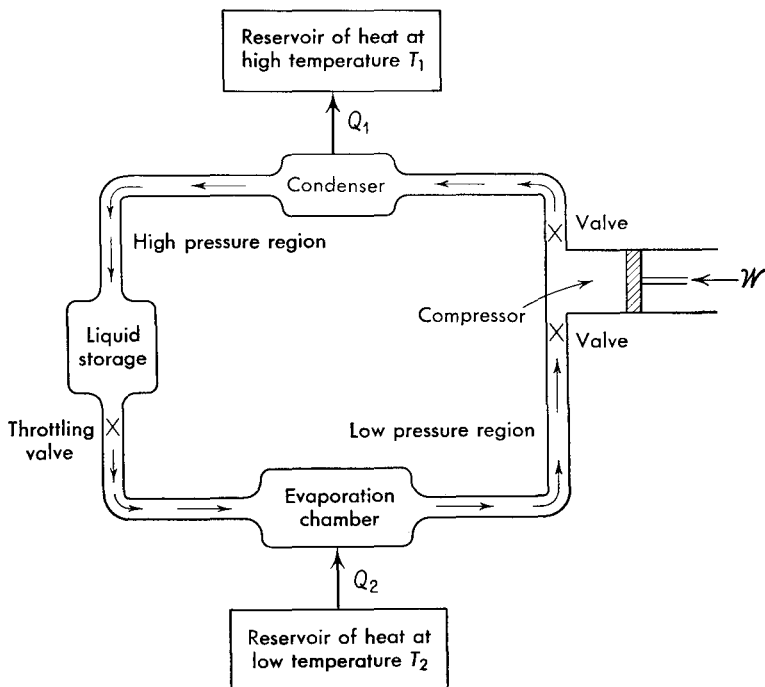 Reservoir of heat at
high temperature T₁
Q₁
Condenser
High pressure region
Valve
𝒲
Compressor
Valve
Liquid
storage
Throttling
valve
Low pressure region
Evaporation
chamber
Q₂
Reservoir of heat at
low temperature T₂